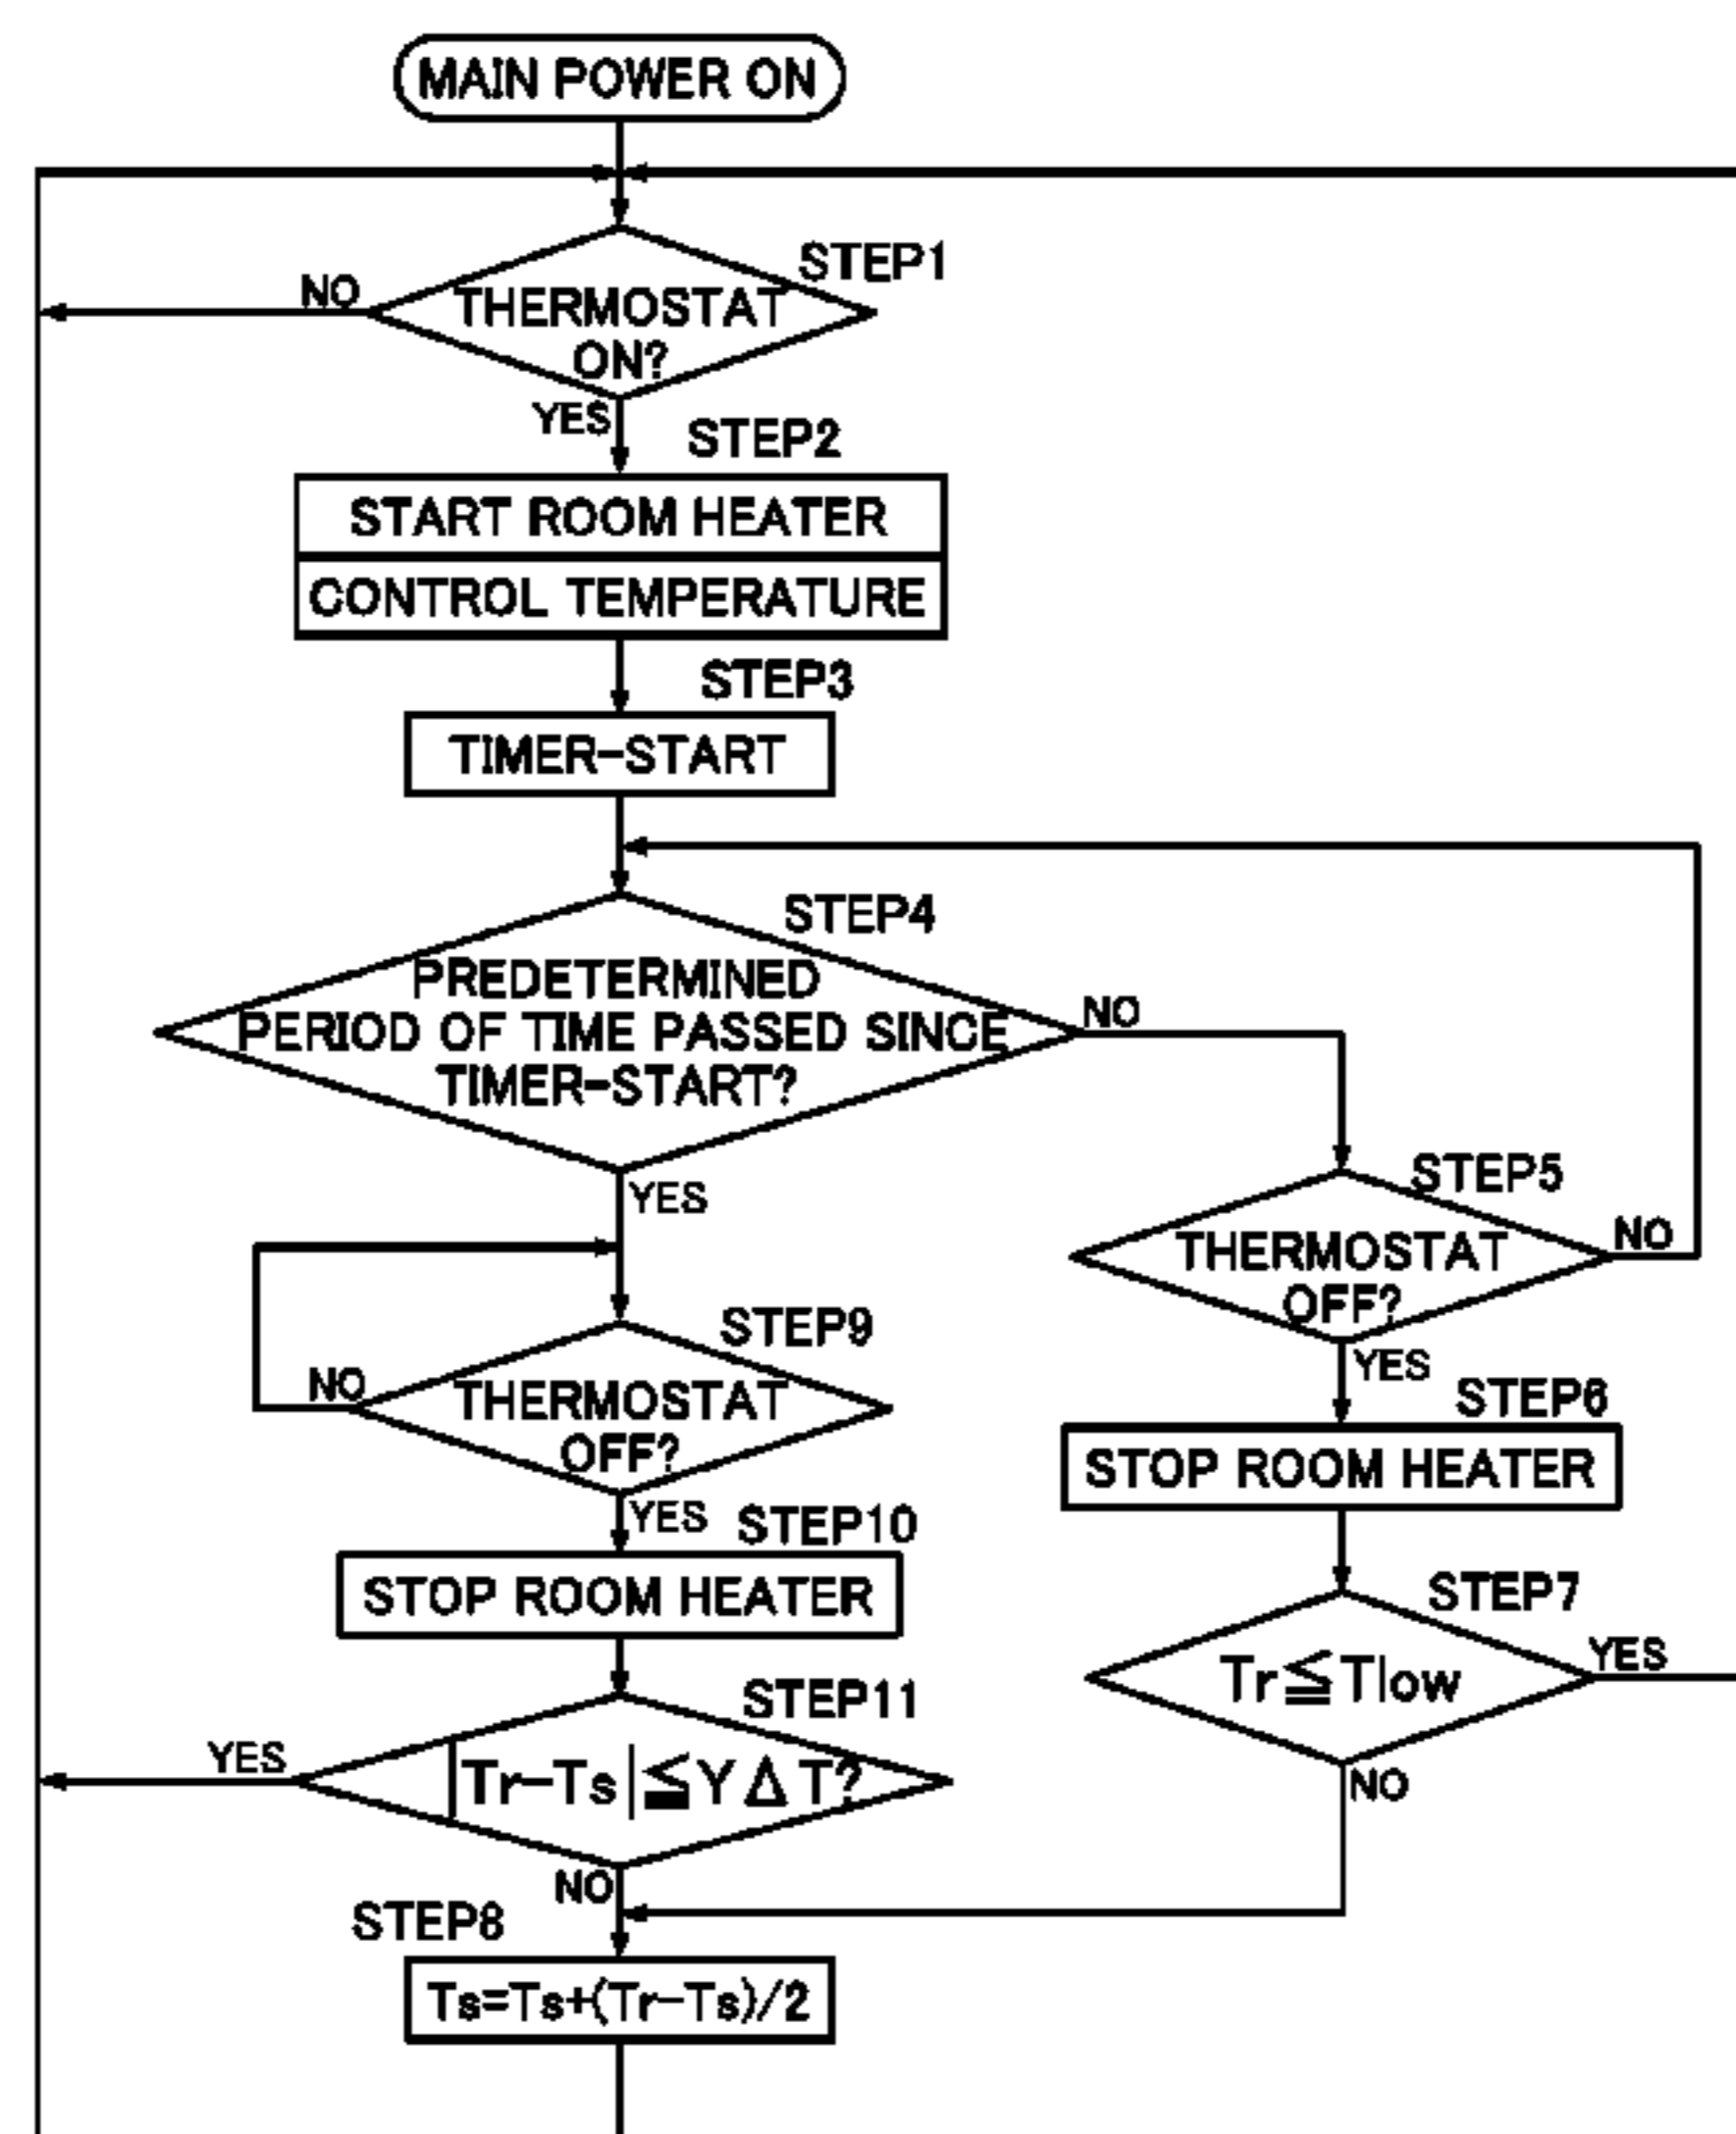 MAIN POWER ON
STEP1
NO
THERMOSTAT
ON?
YES
STEP2
START ROOM HEATER
CONTROL TEMPERATURE
STEP3
TIMER-START
STEP4
PREDETERMINED
PERIOD OF TIME PASSED SINCE
TIMER-START?
NO
YES
STEP5
THERMOSTAT
OFF?
NO
YES
STEP9
NO
THERMOSTAT
OFF?
YES
STEP6
STOP ROOM HEATER
STEP10
STOP ROOM HEATER
STEP7
Tr≦Tlow
YES
NO
STEP11
YES
|Tr-Ts|≦YΔT?
NO
STEP8
Ts=Ts+(Tr-Ts)/2